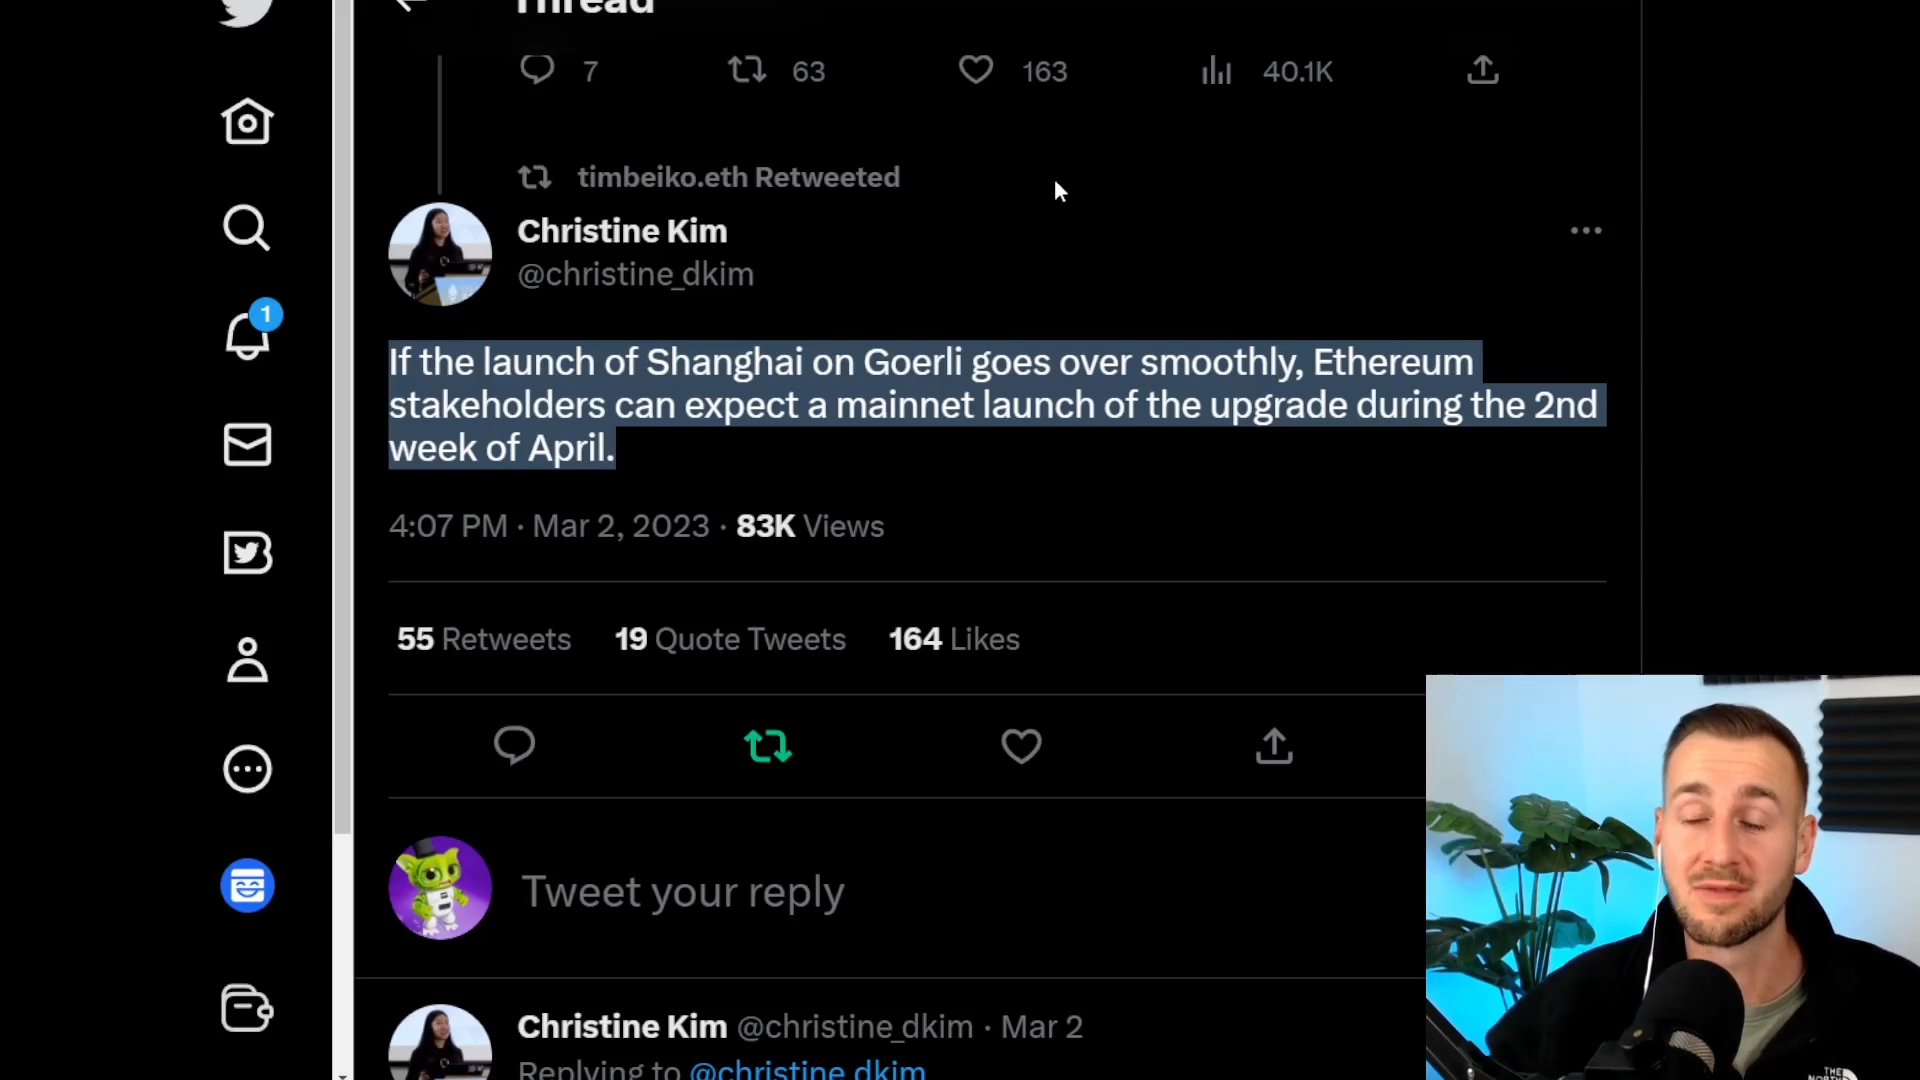 Thread
7 63 163 40.1K
timbeiko.eth Retweeted
Christine Kim
@christine_dkim
1
If the launch of Shanghai on Goerli goes over smoothly, Ethereum
stakeholders can expect a mainnet launch of the upgrade during the 2nd
week of April.
4:07 PM · Mar 2, 2023 · 83K Views
55 Retweets 19 Quote Tweets 164 Likes
Tweet your reply
Christine Kim @christine_dkim · Mar 2
Replying to @christine_dkim
THE
NORTH